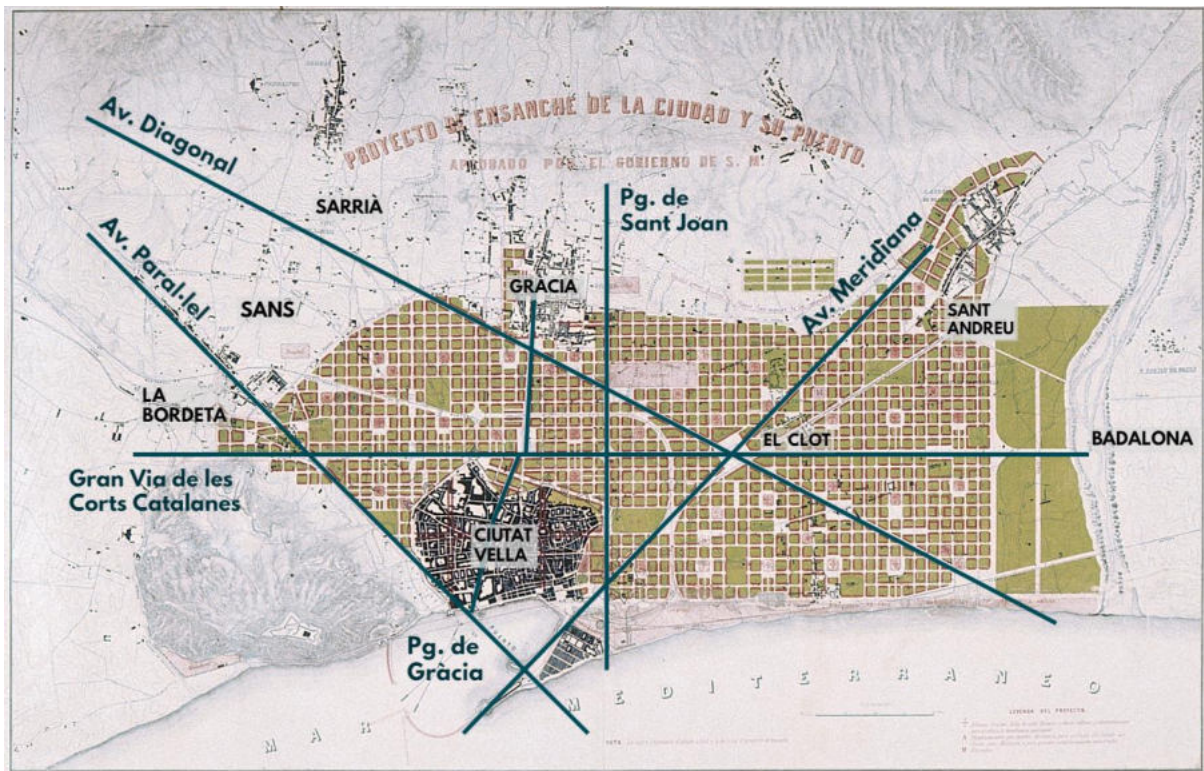 PROYECTO DE ENSANCHE DE LA CIUDAD Y SU PUERTO.
APROBADO POR EL GOBIERNO DE S. M.
Av. Diagonal
Av. Paral·lel
SARRIÀ
Pg. de
Sant Joan
Av. Meridiana
GRACIA
SANS
SANT
ANDREU
LA
BORDETA
EL CLOT
BADALONA
Gran Via de les
Corts Catalanes
CIUTAT
VELLA
Pg. de
Gràcia
MAR MEDITERRANEO
LEYENDA DEL PROYECTO